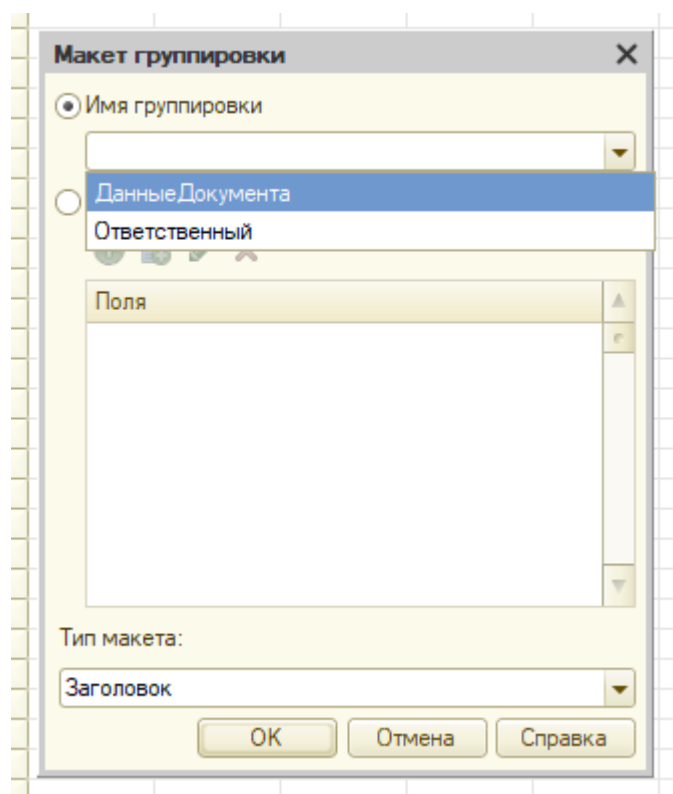 Макет группировки
Имя группировки
ДанныеДокумента
Ответственный
Поля
Тип макета:
Заголовок
OK
Отмена
Справка